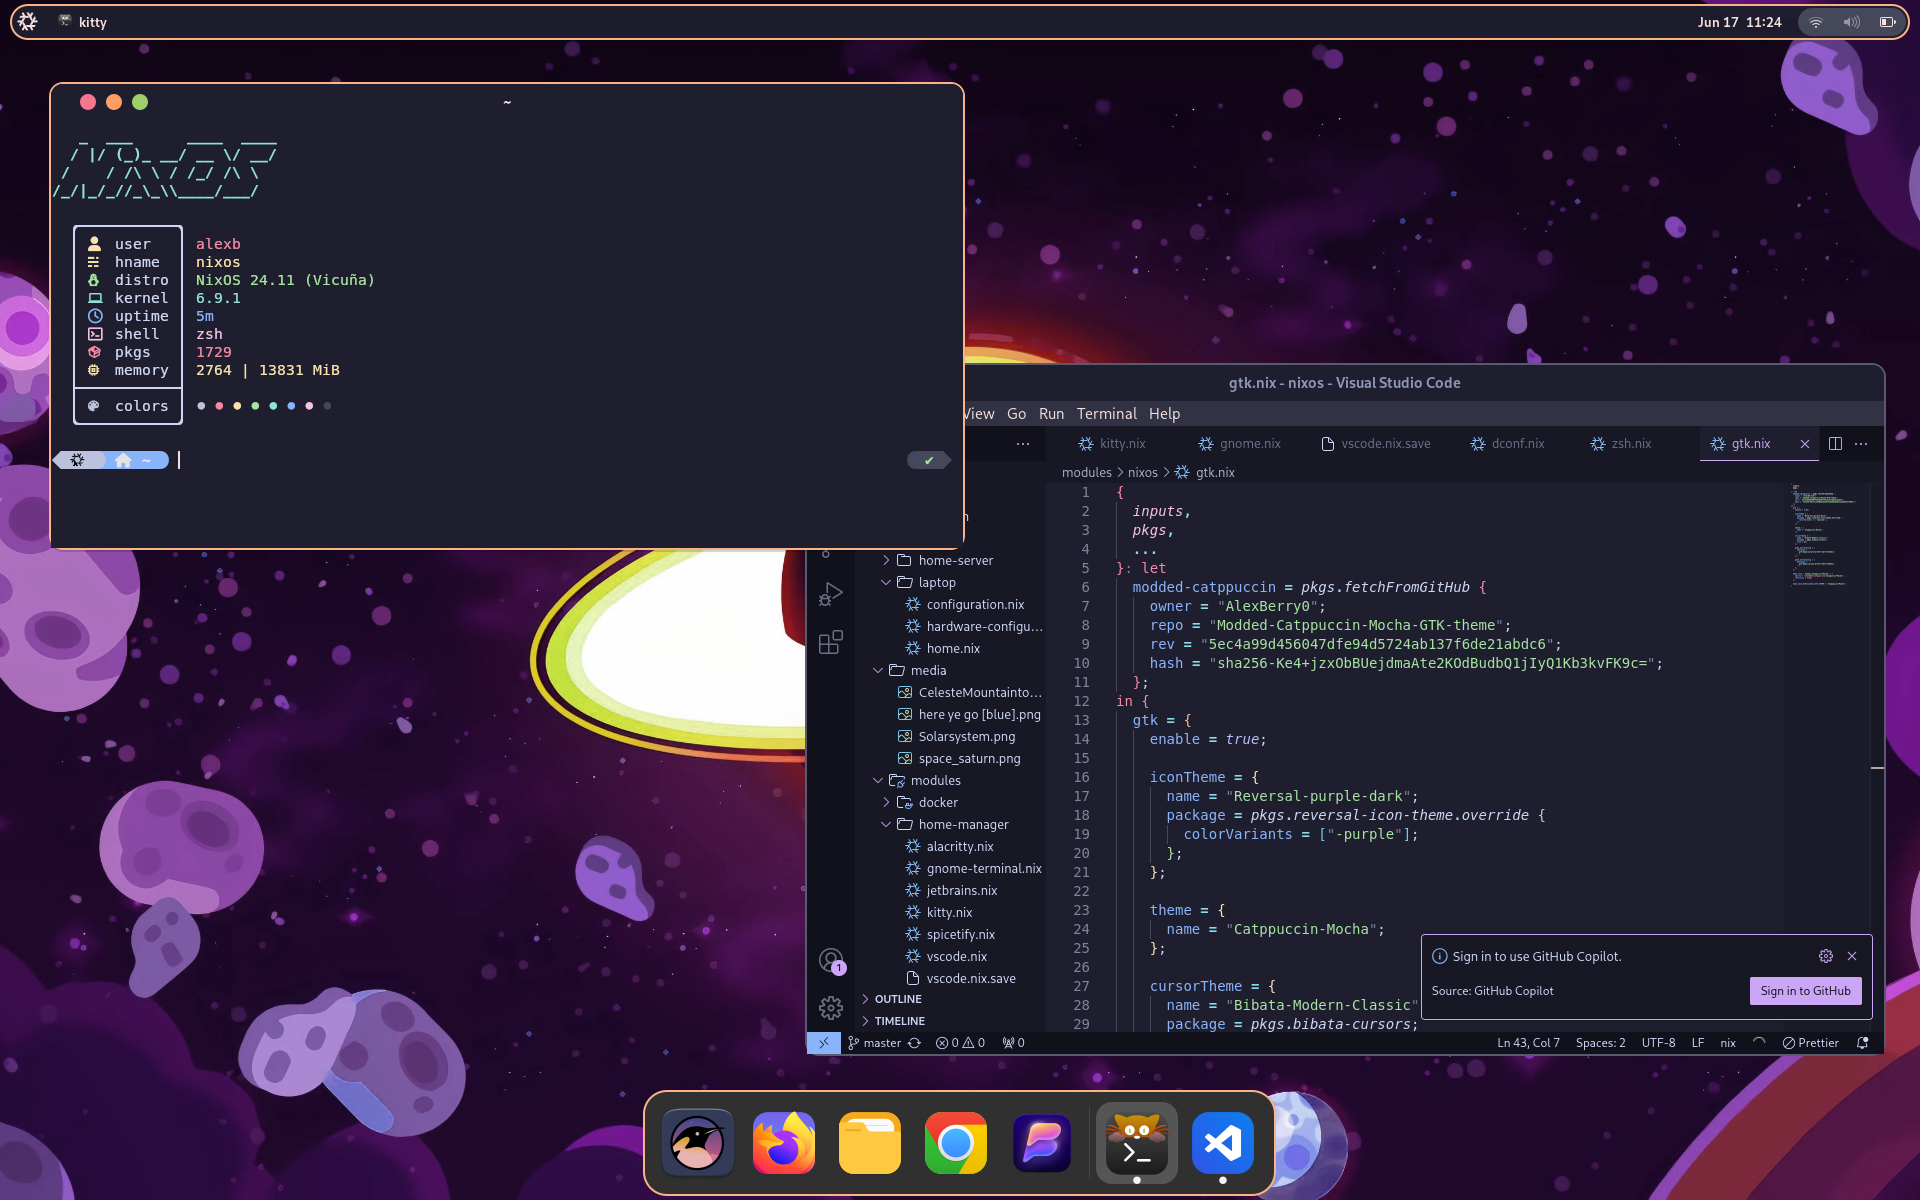 kitty
Jun 17 11:24
~
user alexb
hname nixos
distro NixOS 24.11 (Vicuña)
kernel 6.9.1
uptime 5m
shell zsh
pkgs 1729
memory 2764 | 13831 MiB
colors
~
gtk.nix - nixos - Visual Studio Code
View Go Run Terminal Help
kitty.nix gnome.nix vscode.nix.save dconf.nix zsh.nix gtk.nix
modules > nixos > gtk.nix
home-server
laptop
configuration.nix
hardware-configu...
home.nix
media
CelesteMountainto...
here ye go [blue].png
Solarsystem.png
space_saturn.png
modules
docker
home-manager
alacritty.nix
gnome-terminal.nix
jetbrains.nix
kitty.nix
spicetify.nix
vscode.nix
vscode.nix.save
OUTLINE
TIMELINE
1
1 {
2 inputs,
3 pkgs,
4 ...
5 }: let
6 modded-catppuccin = pkgs.fetchFromGitHub {
7 owner = "AlexBerry0";
8 repo = "Modded-Catppuccin-Mocha-GTK-theme";
9 rev = "5ec4a99d456047dfe94d5724ab137f6de21abdc6";
10 hash = "sha256-Ke4+jzxObBUejdmaAte2KOdBudbQ1jIyQ1Kb3kvFK9c=";
11 };
12 in {
13 gtk = {
14 enable = true;
15
16 iconTheme = {
17 name = "Reversal-purple-dark";
18 package = pkgs.reversal-icon-theme.override {
19 colorVariants = ["-purple"];
20 };
21 };
22
23 theme = {
24 name = "Catppuccin-Mocha";
25 };
26
27 cursorTheme = {
28 name = "Bibata-Modern-Classic"
29 package = pkgs.bibata-cursors;
Sign in to use GitHub Copilot.
Source: GitHub Copilot
Sign in to GitHub
master 0 0 0
Ln 43, Col 7 Spaces: 2 UTF-8 LF nix Prettier